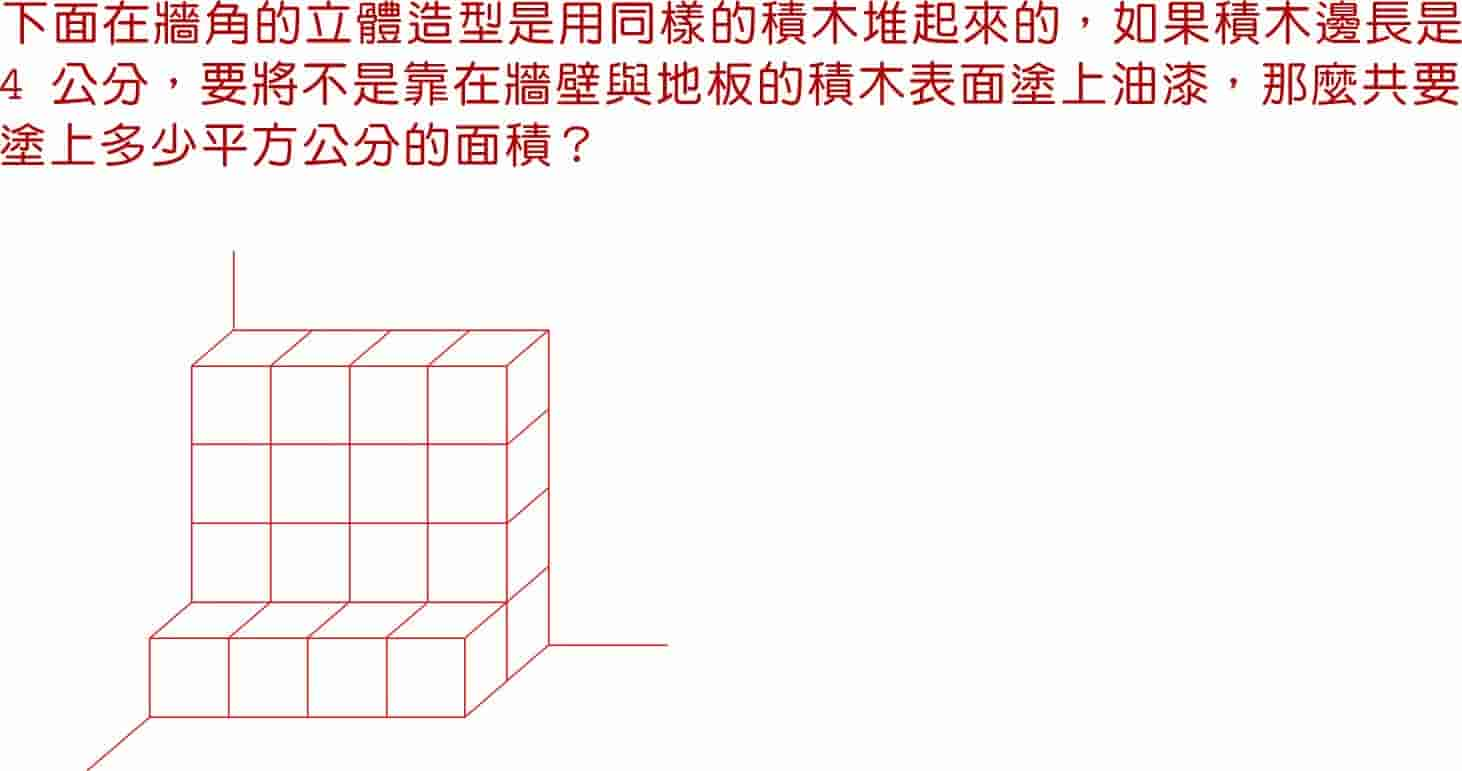 下面在牆角的立體造型是用同樣的積木堆起來的，如果積木邊長是
4 公分，要將不是靠在牆壁與地板的積木表面塗上油漆，那麼共要
塗上多少平方公分的面積？